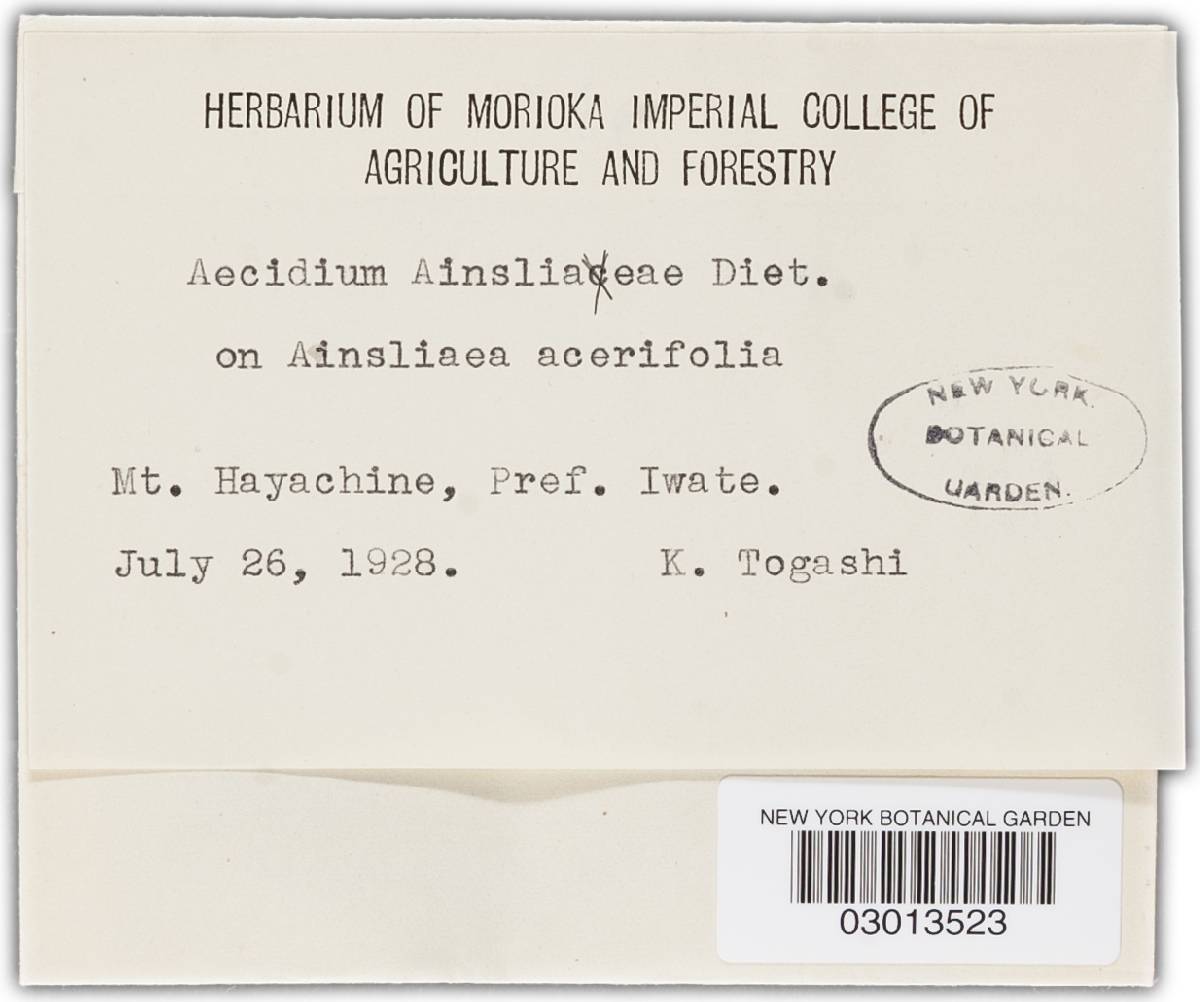 HERBARIUM OF MORIOKA IMPERIAL COLLEGE OF
AGRICULTURE AND FORESTRY
Aecidium Ainsliaeae Diet.
on Ainsliaea acerifolia
NEW YORK
BOTANICAL
GARDEN.
Mt. Hayachine, Pref. Iwate.
July 26, 1928. K. Togashi
NEW YORK BOTANICAL GARDEN
03013523